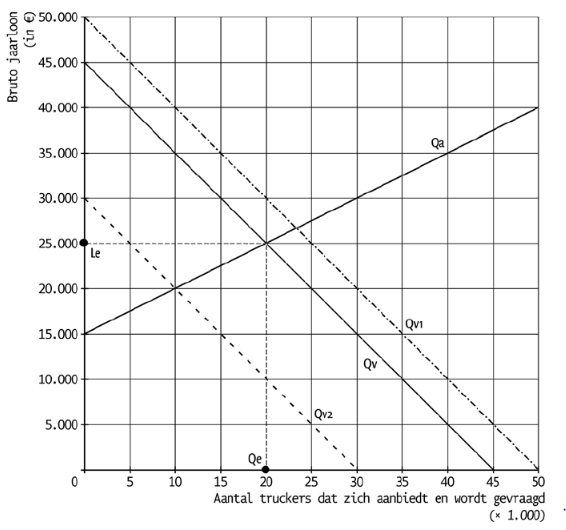 Bruto jaarloon
(in €)
50.000
45.000
40.000
35.000
30.000
25.000
20.000
15.000
10.000
5.000
Qa
Le
Qv1
Qv
Qv2
Qe
0 5 10 15 20 25 30 35 40 45 50
Aantal truckers dat zich aanbiedt en wordt gevraagd
(× 1.000)